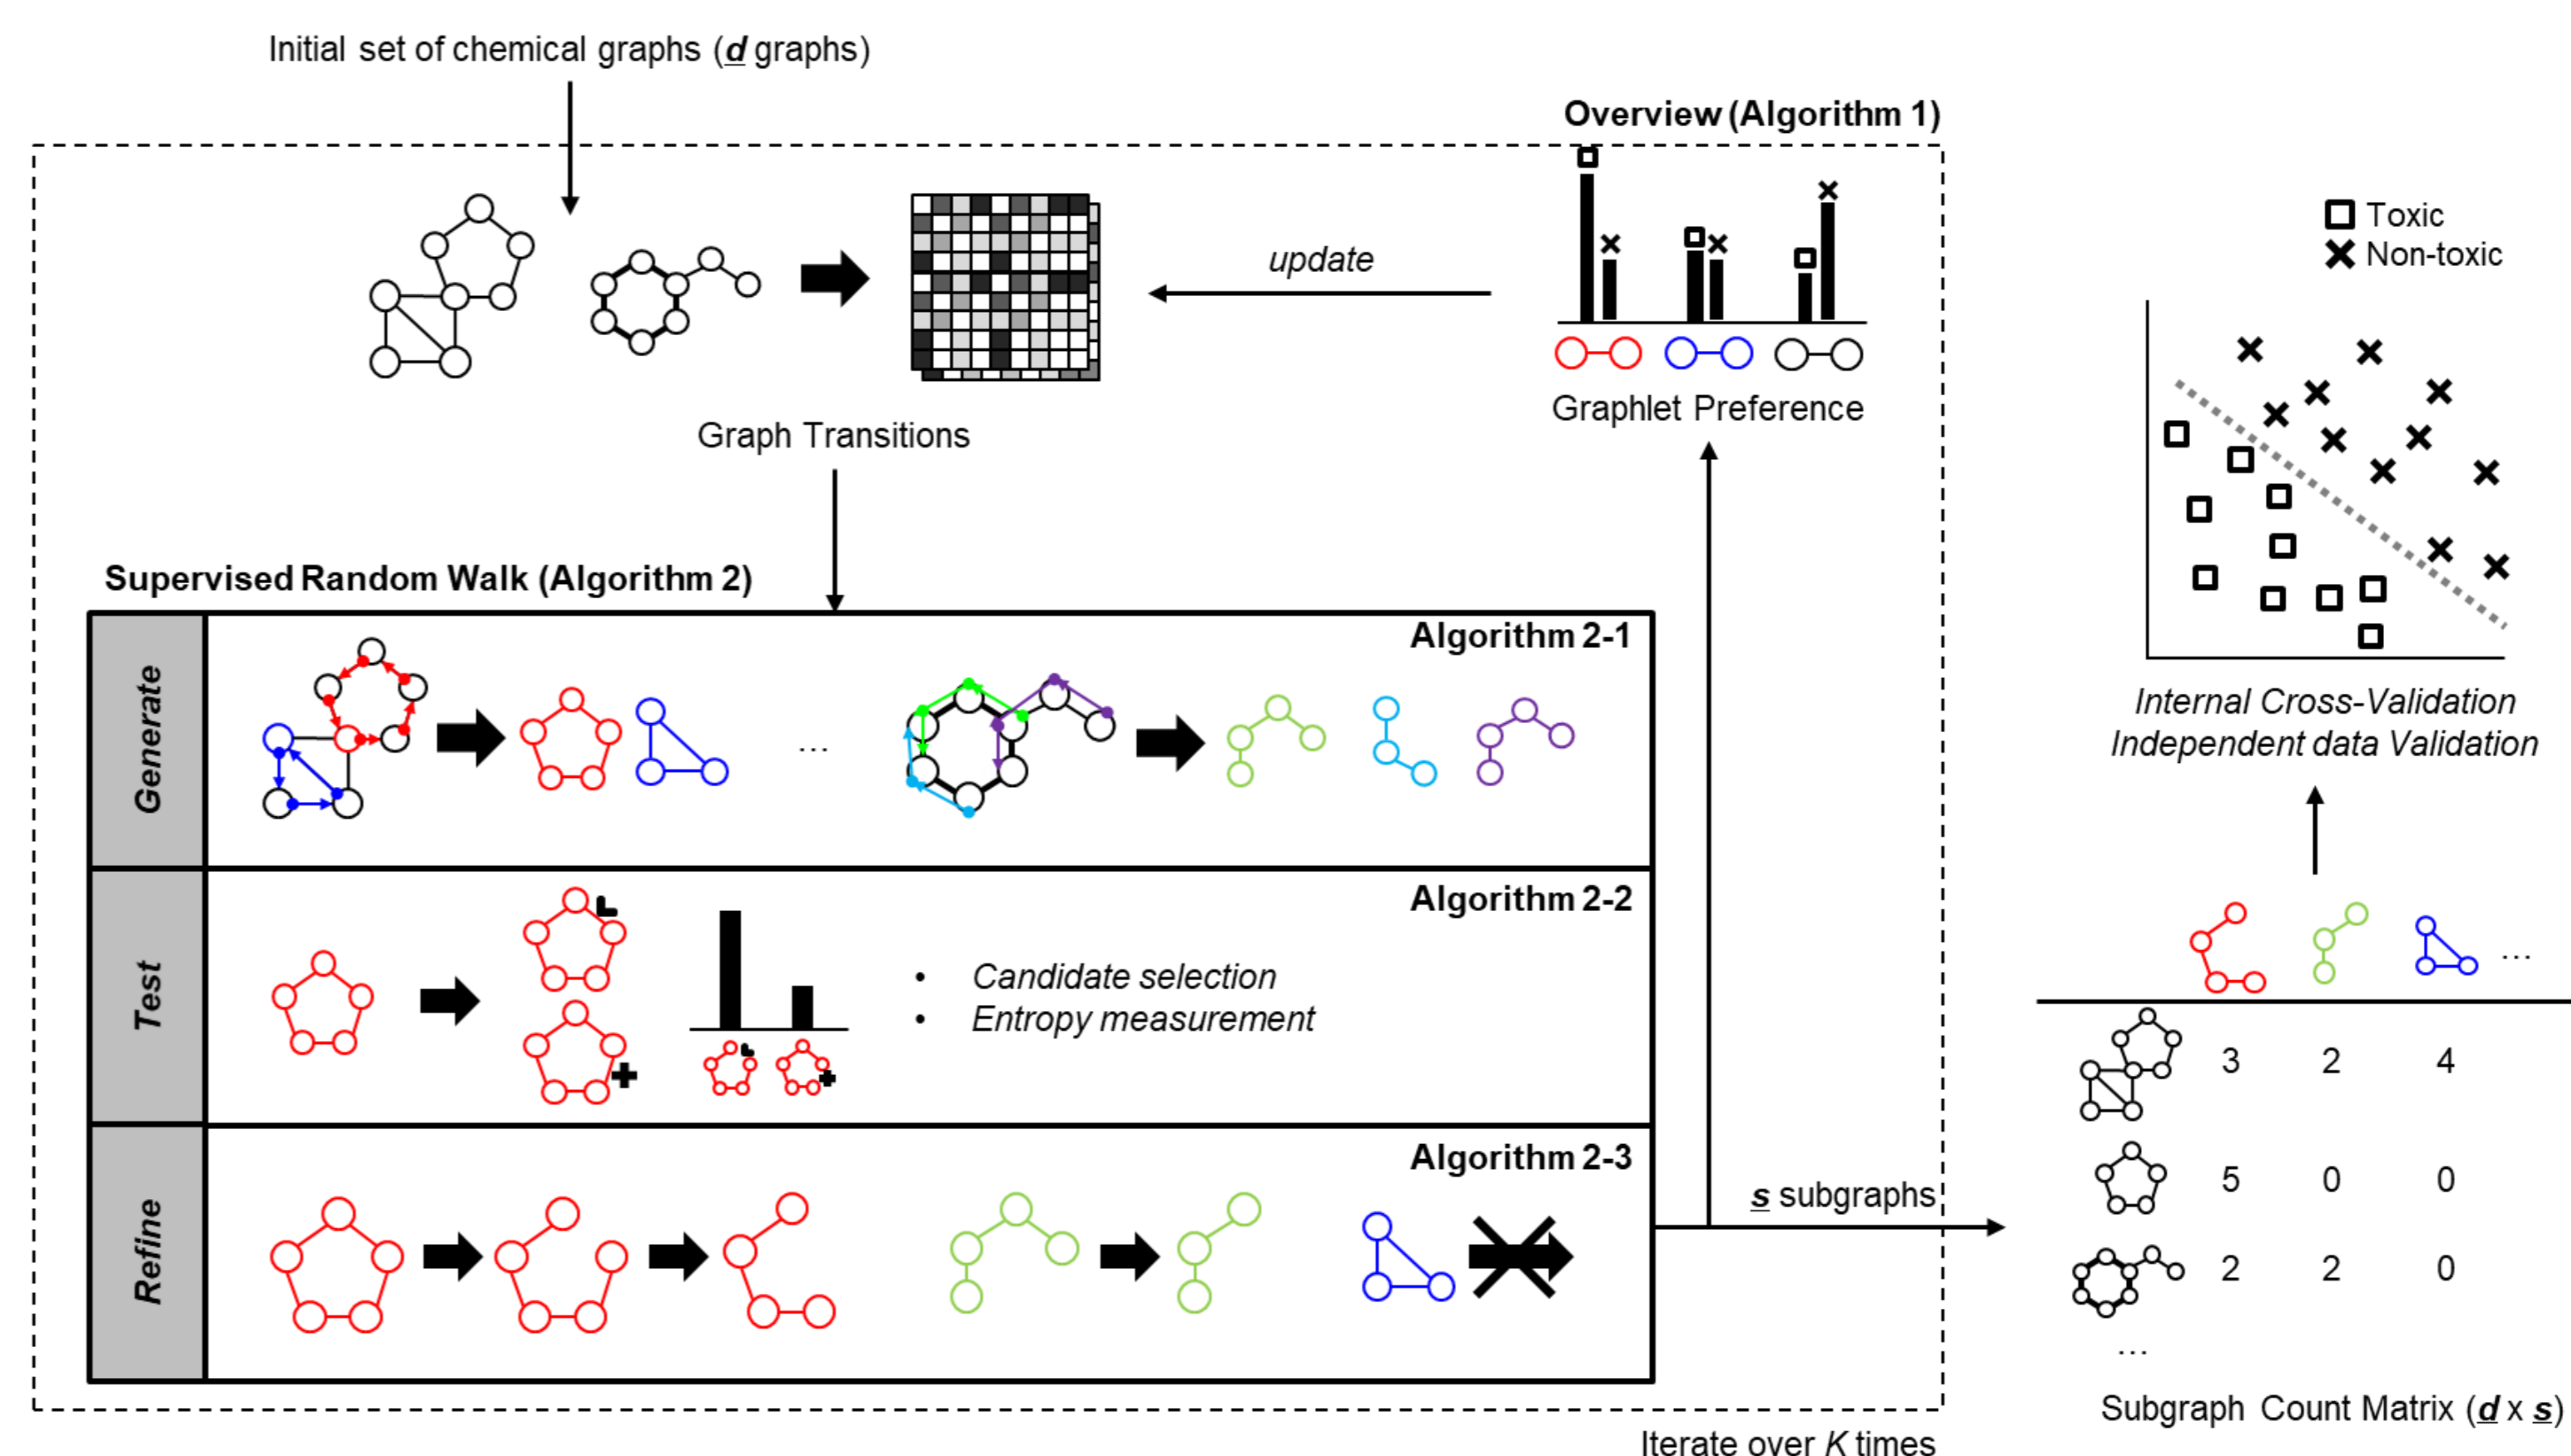 Initial set of chemical graphs (d graphs)
Overview (Algorithm 1)
update
Graph Transitions
Graphlet Preference
Toxic
Non-toxic
Supervised Random Walk (Algorithm 2)
Generate
Algorithm 2-1
...
Test
Algorithm 2-2
• Candidate selection
• Entropy measurement
Refine
Algorithm 2-3
s subgraphs
Iterate over K times
Internal Cross-Validation
Independent data Validation
...
3 2 4
5 0 0
2 2 0
...
Subgraph Count Matrix (d x s)